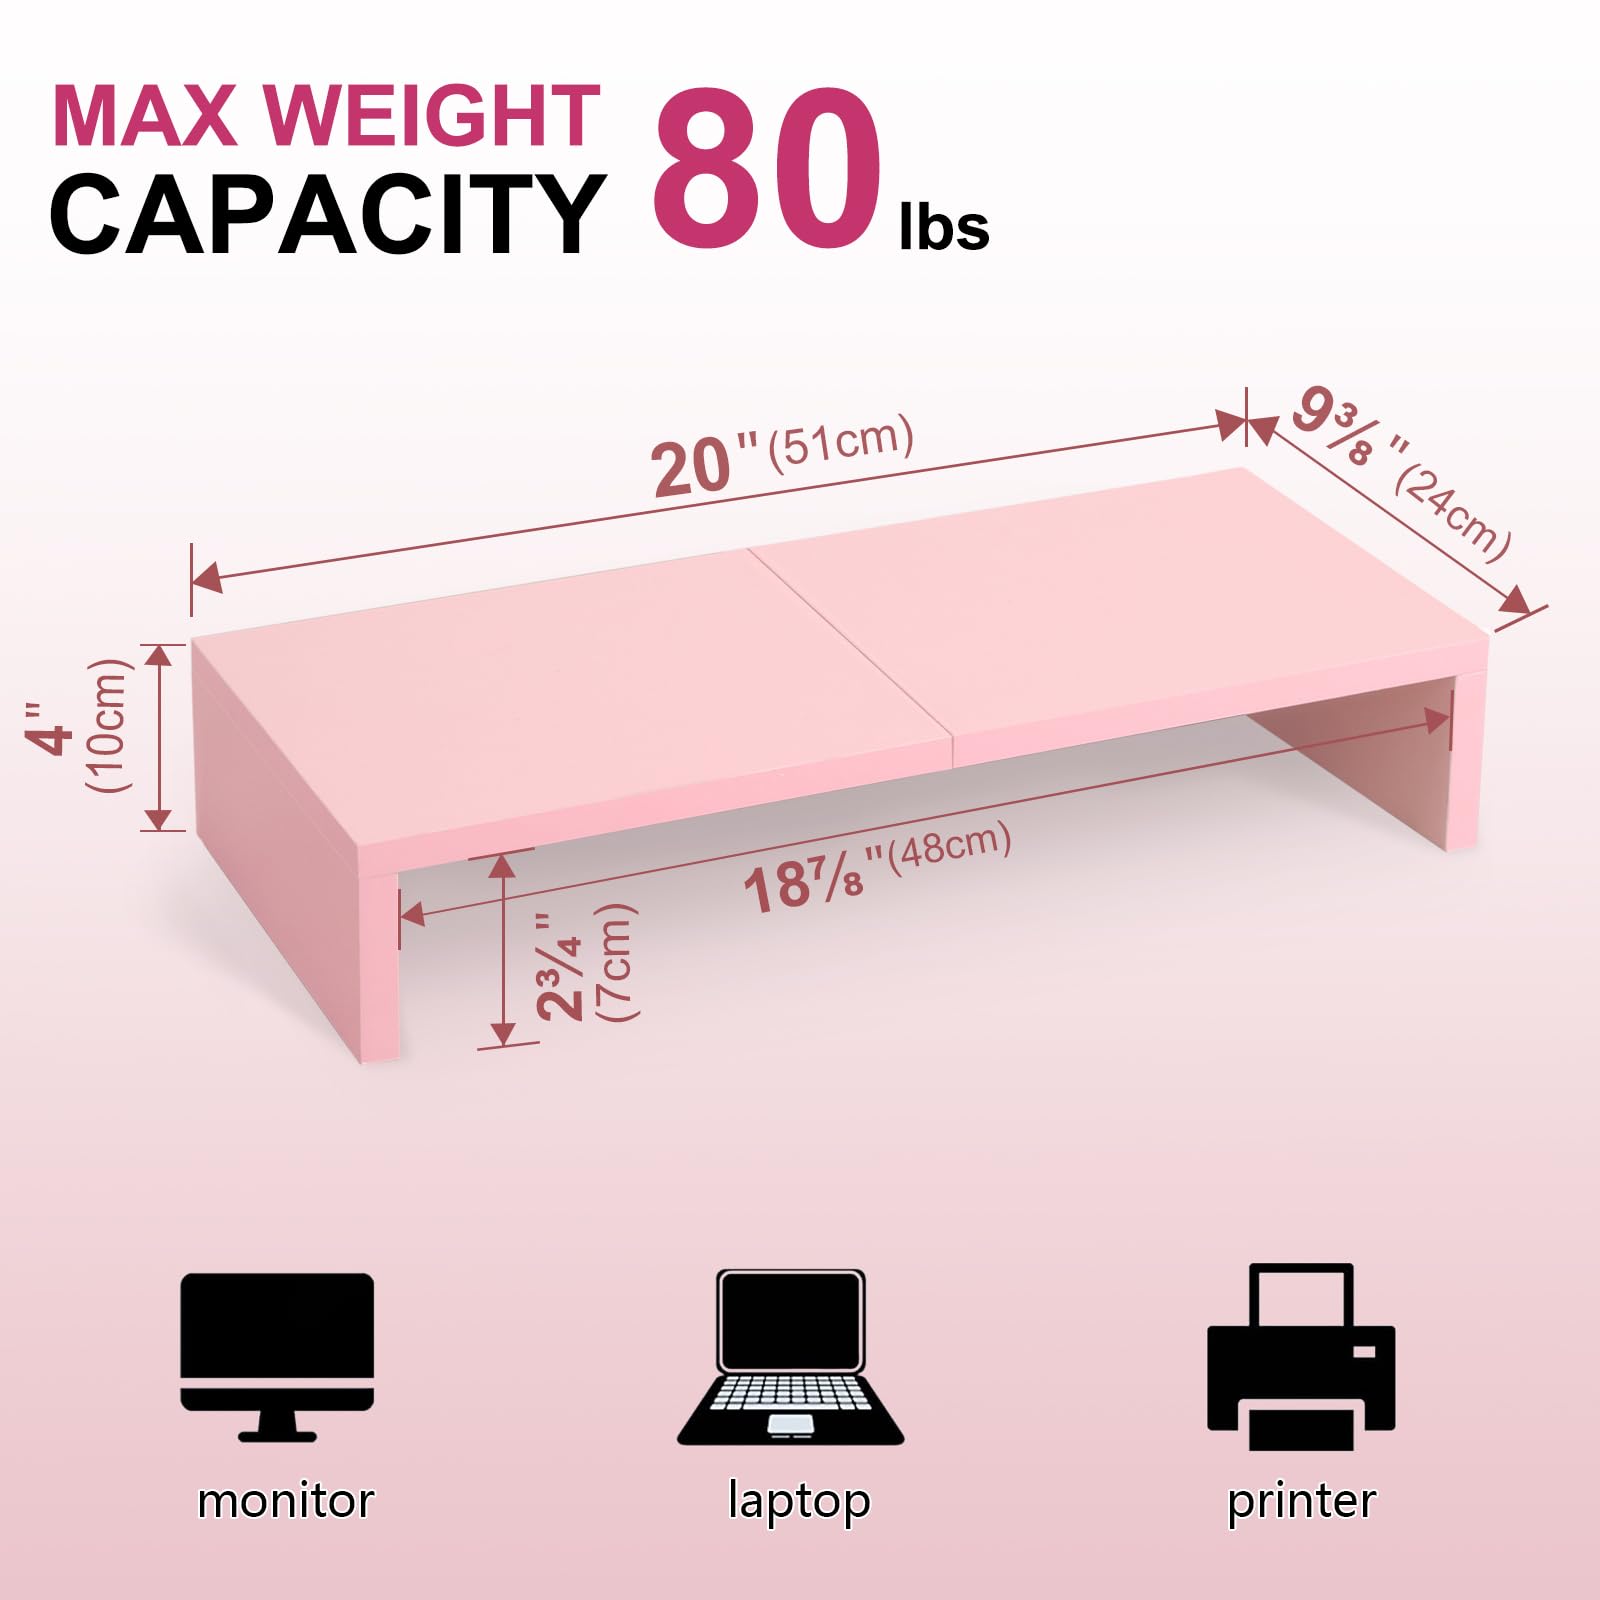 MAX WEIGHT
CAPACITY 80 lbs
20"(51cm)
9⅜"(24cm)
4"
(10cm)
18⅞"(48cm)
2¾"
(7cm)
monitor
laptop
printer